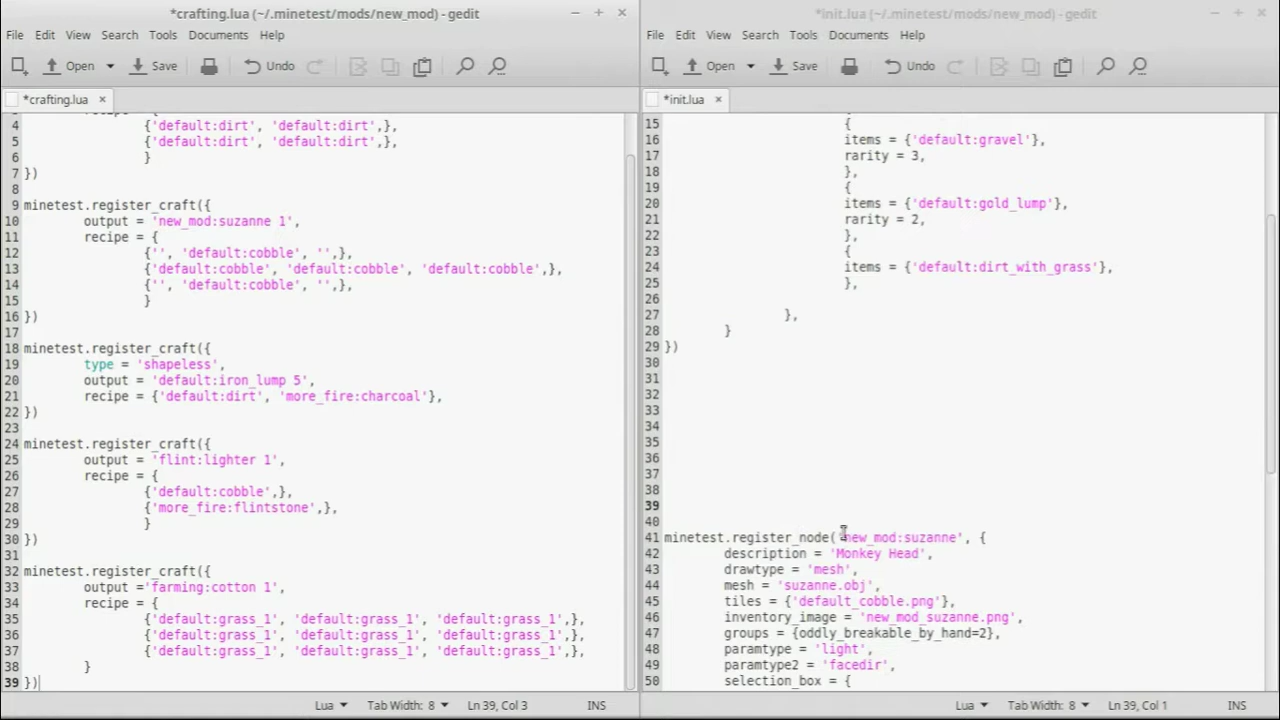 *crafting.lua (~/.minetest/mods/new_mod) - gedit
File Edit View Search Tools Documents Help
Open Save Undo
*crafting.lua
4 {'default:dirt', 'default:dirt',},
5 {'default:dirt', 'default:dirt',},
6 }
7 })
8
9 minetest.register_craft({
10 output = 'new_mod:suzanne 1',
11 recipe = {
12 {'', 'default:cobble', '',},
13 {'default:cobble', 'default:cobble', 'default:cobble',},
14 {'', 'default:cobble', '',},
15 }
16 })
17
18 minetest.register_craft({
19 type = 'shapeless',
20 output = 'default:iron_lump 5',
21 recipe = {'default:dirt', 'more_fire:charcoal'},
22 })
23
24 minetest.register_craft({
25 output = 'flint:lighter 1',
26 recipe = {
27 {'default:cobble',},
28 {'more_fire:flintstone',},
29 }
30 })
31
32 minetest.register_craft({
33 output ='farming:cotton 1',
34 recipe = {
35 {'default:grass_1', 'default:grass_1', 'default:grass_1',},
36 {'default:grass_1', 'default:grass_1', 'default:grass_1',},
37 {'default:grass_1', 'default:grass_1', 'default:grass_1',},
38 }
39 })
Lua Tab Width: 8 Ln 39, Col 3 INS
*init.lua (~/.minetest/mods/new_mod) - gedit
File Edit View Search Tools Documents Help
Open Save Undo
*init.lua
15 {
16 items = {'default:gravel'},
17 rarity = 3,
18 },
19 {
20 items = {'default:gold_lump'},
21 rarity = 2,
22 },
23 {
24 items = {'default:dirt_with_grass'},
25 },
26
27 },
28 }
29 })
30
31
32
33
34
35
36
37
38
39
40
41 minetest.register_node('new_mod:suzanne', {
42 description = 'Monkey Head',
43 drawtype = 'mesh',
44 mesh = 'suzanne.obj',
45 tiles = {'default_cobble.png'},
46 inventory_image = 'new_mod_suzanne.png',
47 groups = {oddly_breakable_by_hand=2},
48 paramtype = 'light',
49 paramtype2 = 'facedir',
50 selection_box = {
Lua Tab Width: 8 Ln 39, Col 1 INS